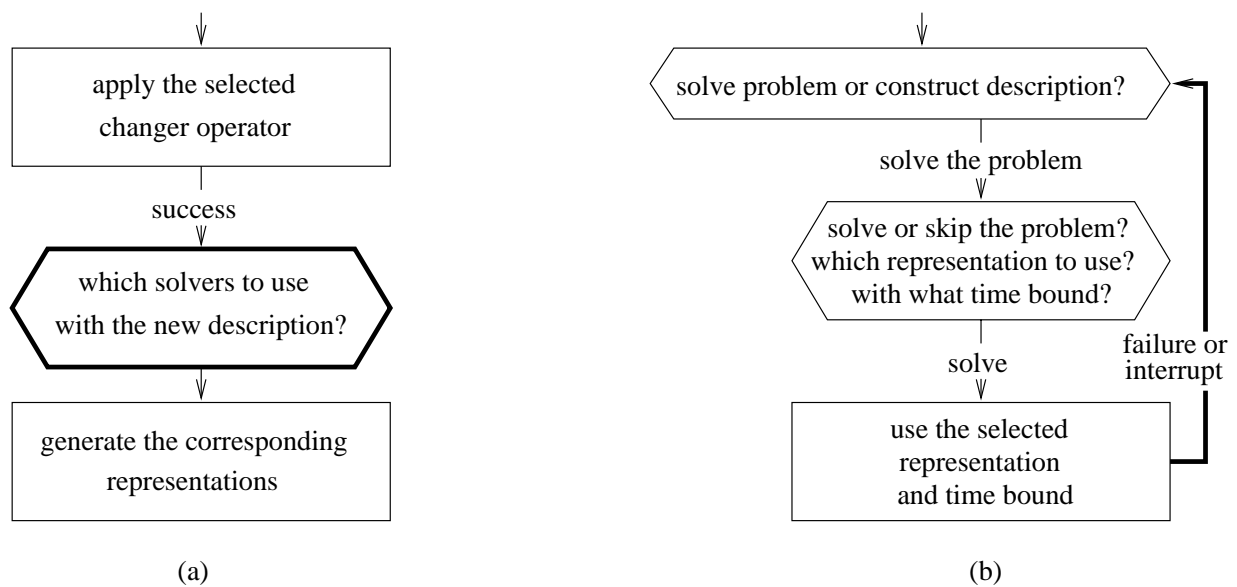 apply the selected
changer operator
success
which solvers to use
with the new description?
generate the corresponding
representations
(a)
solve problem or construct description?
solve the problem
solve or skip the problem?
which representation to use?
with what time bound?
solve
failure or
interrupt
use the selected
representation
and time bound
(b)